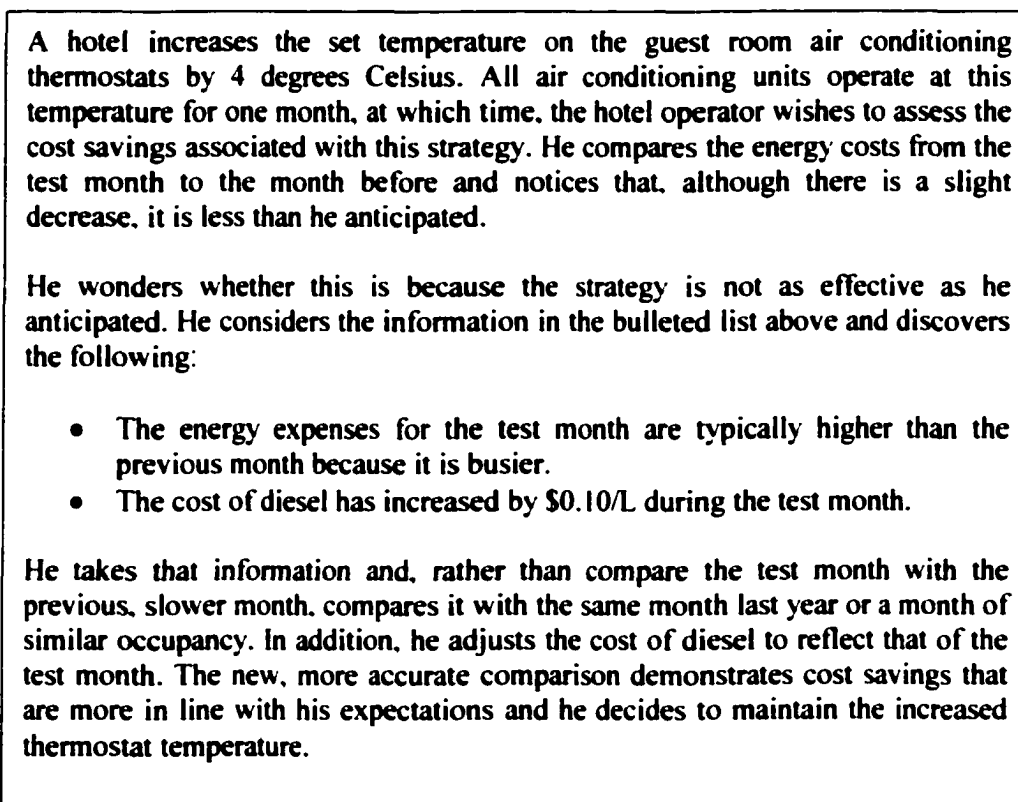 A hotel increases the set temperature on the guest room air conditioning
thermostats by 4 degrees Celsius. All air conditioning units operate at this
temperature for one month, at which time, the hotel operator wishes to assess the
cost savings associated with this strategy. He compares the energy costs from the
test month to the month before and notices that, although there is a slight
decrease, it is less than he anticipated.
He wonders whether this is because the strategy is not as effective as he
anticipated. He considers the information in the bulleted list above and discovers
the following:
• The energy expenses for the test month are typically higher than the
previous month because it is busier.
• The cost of diesel has increased by $0.10/L during the test month.
He takes that information and, rather than compare the test month with the
previous, slower month, compares it with the same month last year or a month of
similar occupancy. In addition, he adjusts the cost of diesel to reflect that of the
test month. The new, more accurate comparison demonstrates cost savings that
are more in line with his expectations and he decides to maintain the increased
thermostat temperature.